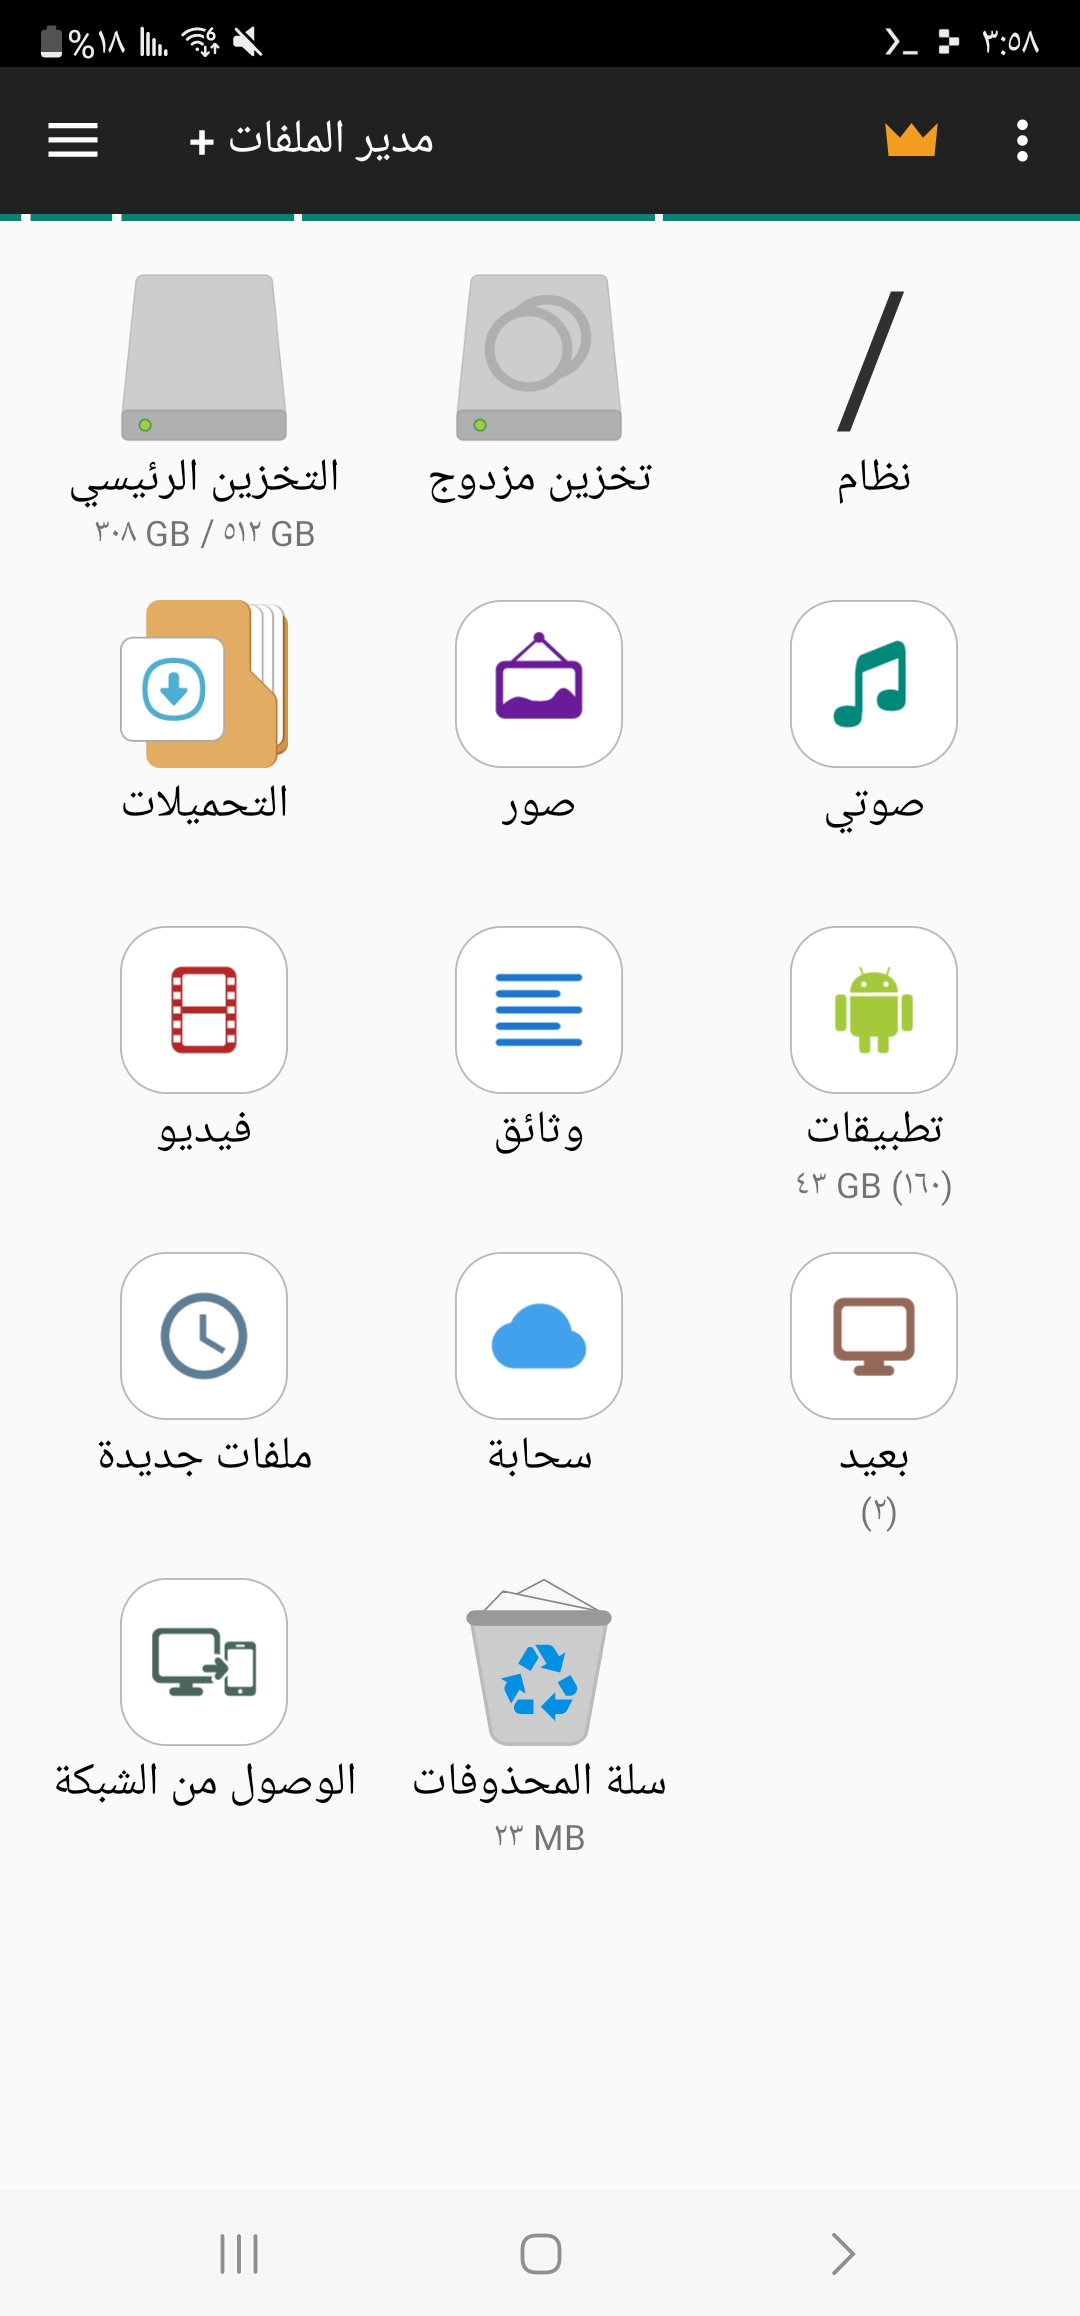 ٣:٥٨
%١٨
مدير الملفات +
التخزين الرئيسي
٣٠٨ GB / ٥١٢ GB
تخزين مزدوج
/
نظام
التحميلات
صور
صوتي
فيديو
وثائق
تطبيقات
٤٣ GB (١٦٠)
ملفات جديدة
سحابة
بعيد
(٢)
الوصول من الشبكة
سلة المحذوفات
٢٣ MB